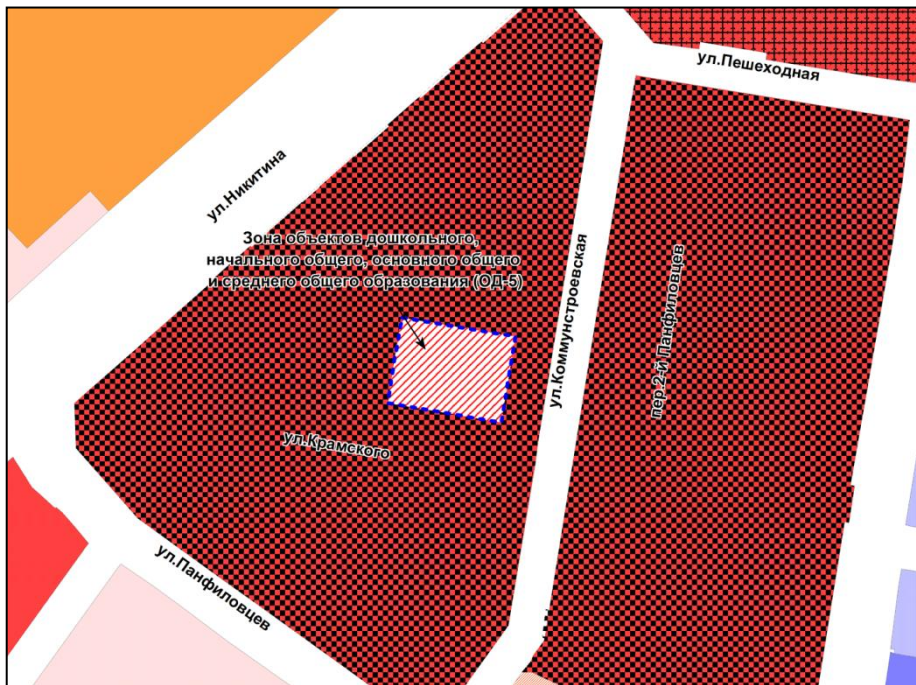 ул.Пешеходная
ул.Никитина
Зона объектов дошкольного,
начального общего, основного общего
и среднего общего образования (ОД-5)
ул.Коммунстроевская
пер.2-й Панфиловцев
ул.Крамского
ул.Панфиловцев